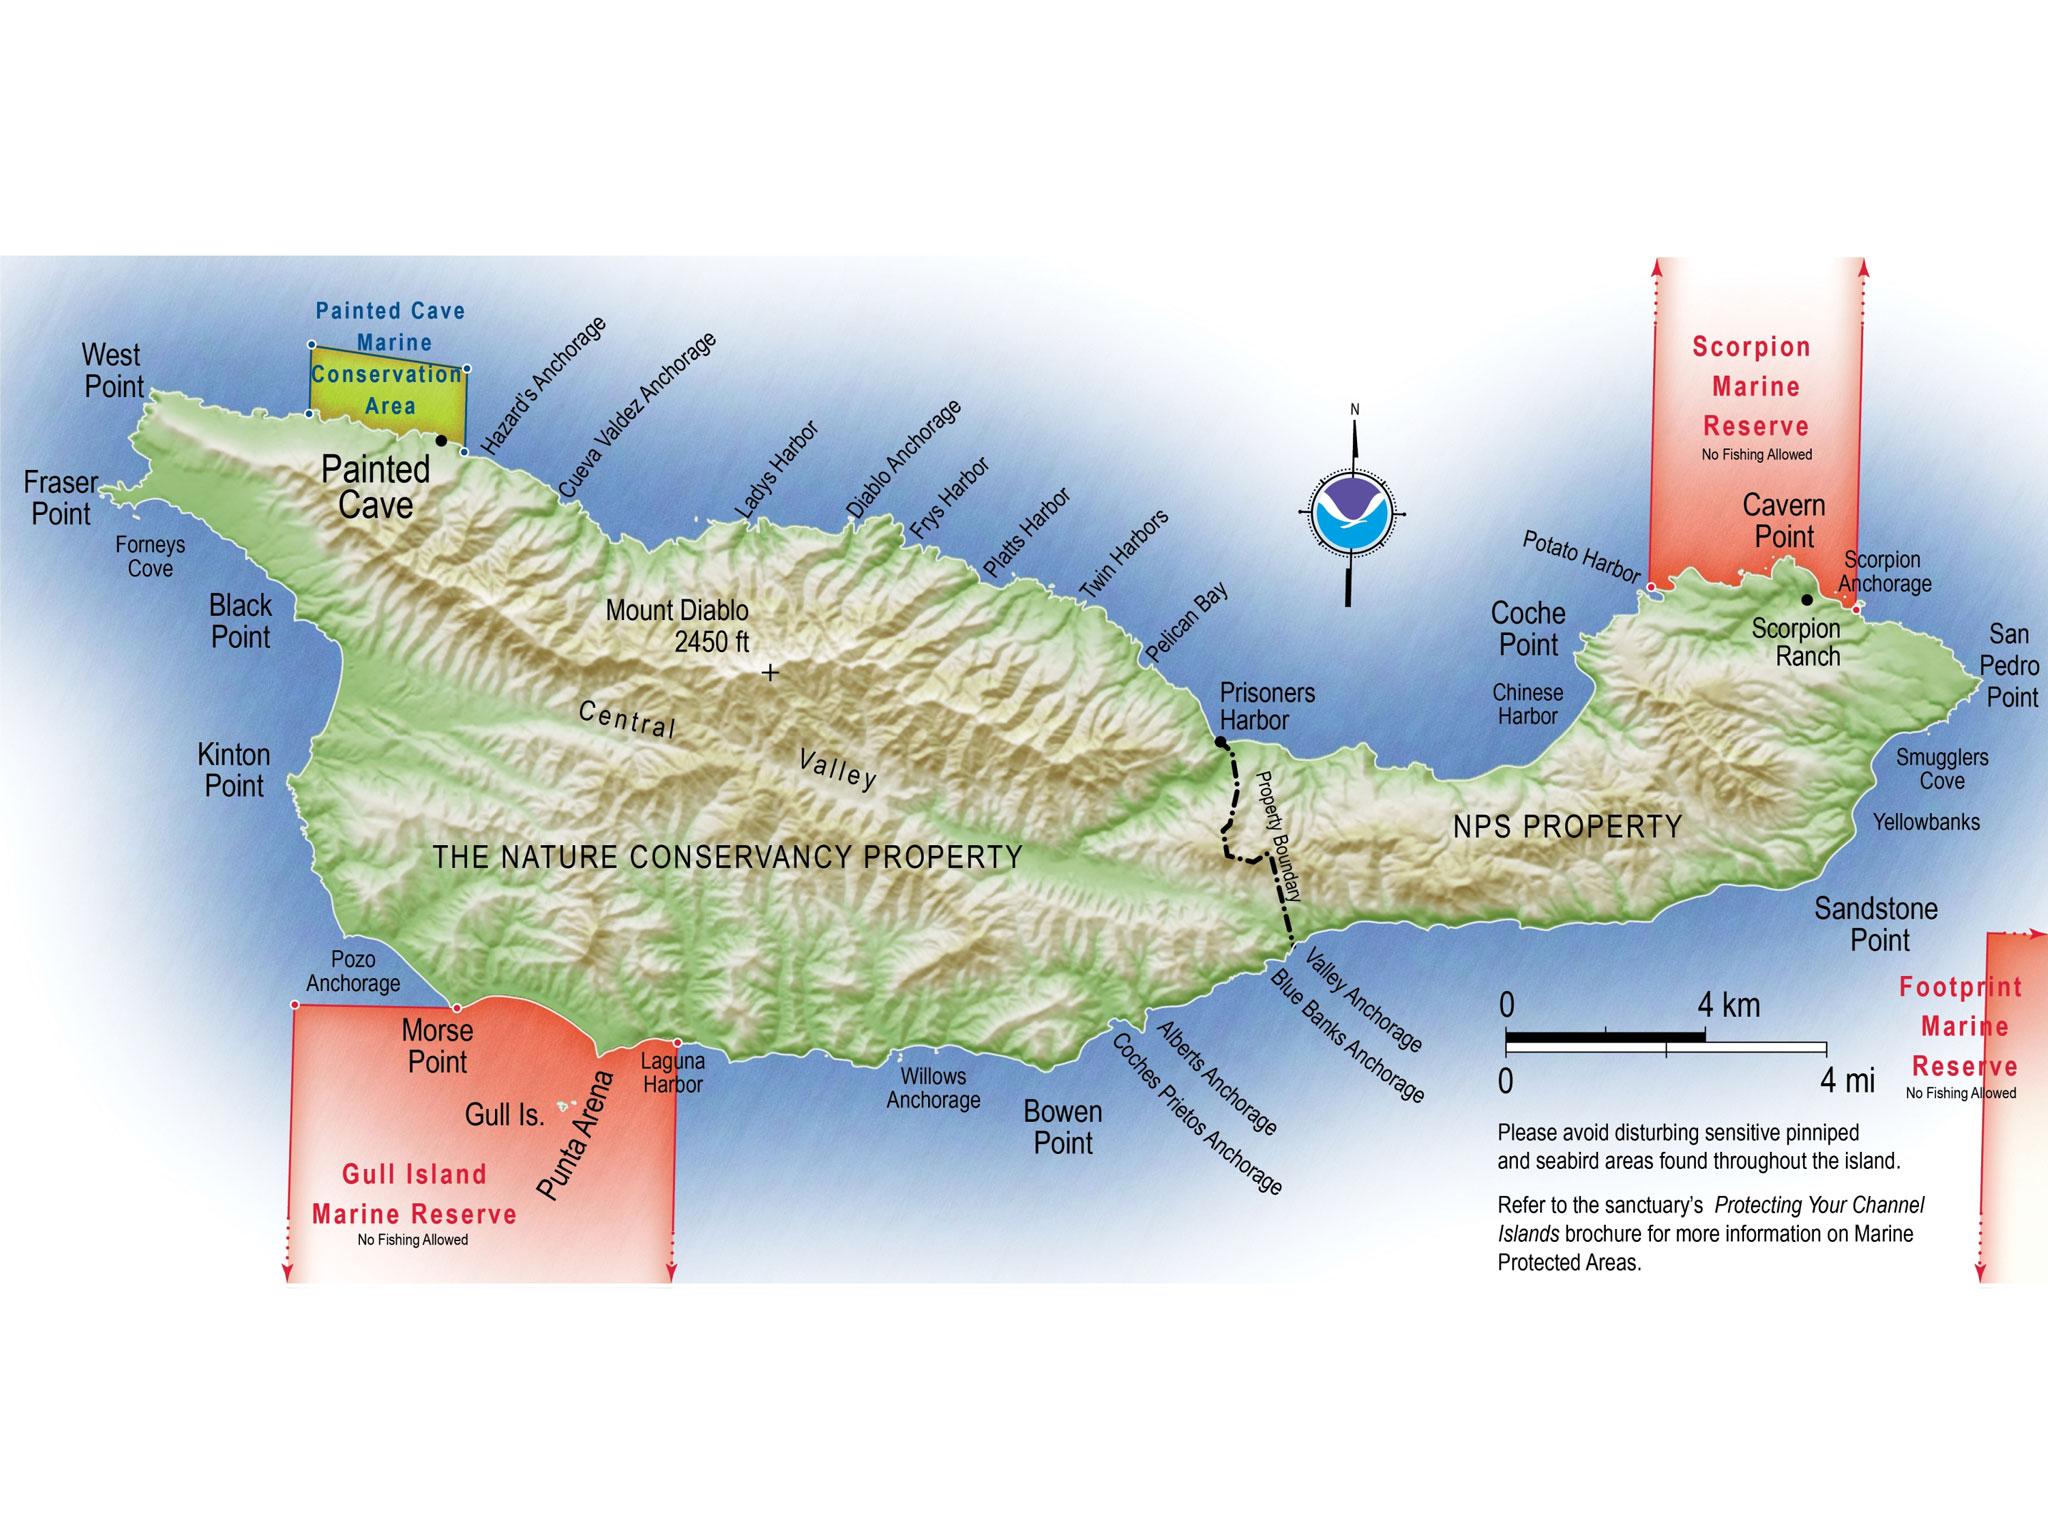 Painted Cave
Marine
Conservation
Area
West
Point
Fraser
Point
Forneys
Cove
Black
Point
Kinton
Point
Painted
Cave
Hazard's Anchorage
Cueva Valdez Anchorage
Ladys Harbor
Diablo Anchorage
Frys Harbor
Platts Harbor
Twin Harbors
Pelican Bay
Prisoners
Harbor
Mount Diablo
2450 ft
Central
Valley
THE NATURE CONSERVANCY PROPERTY
Property Boundary
NPS PROPERTY
N
Scorpion
Marine
Reserve
No Fishing Allowed
Cavern
Point
Potato Harbor
Scorpion
Anchorage
Coche
Point
Scorpion
Ranch
San
Pedro
Point
Chinese
Harbor
Smugglers
Cove
Yellowbanks
Sandstone
Point
Pozo
Anchorage
Morse
Point
Gull Is.
Punta Arena
Laguna
Harbor
Gull Island
Marine Reserve
No Fishing Allowed
Willows
Anchorage
Bowen
Point
Coches Prietos Anchorage
Alberts Anchorage
Blue Banks Anchorage
Valley Anchorage
0 4 km
0 4 mi
Footprint
Marine
Reserve
No Fishing Allowed
Please avoid disturbing sensitive pinniped
and seabird areas found throughout the island.
Refer to the sanctuary's Protecting Your Channel
Islands brochure for more information on Marine
Protected Areas.